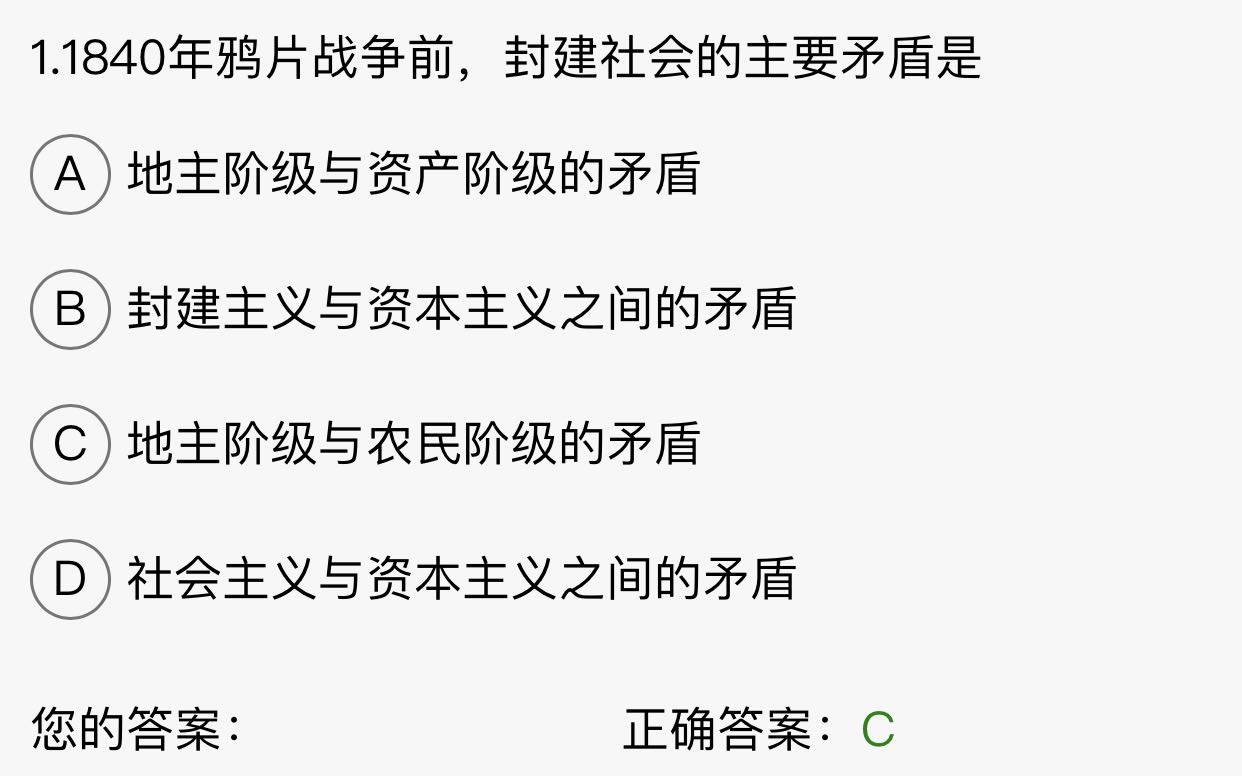 1.1840年鸦片战争前，封建社会的主要矛盾是
A 地主阶级与资产阶级的矛盾
B 封建主义与资本主义之间的矛盾
C 地主阶级与农民阶级的矛盾
D 社会主义与资本主义之间的矛盾
您的答案： 正确答案：C